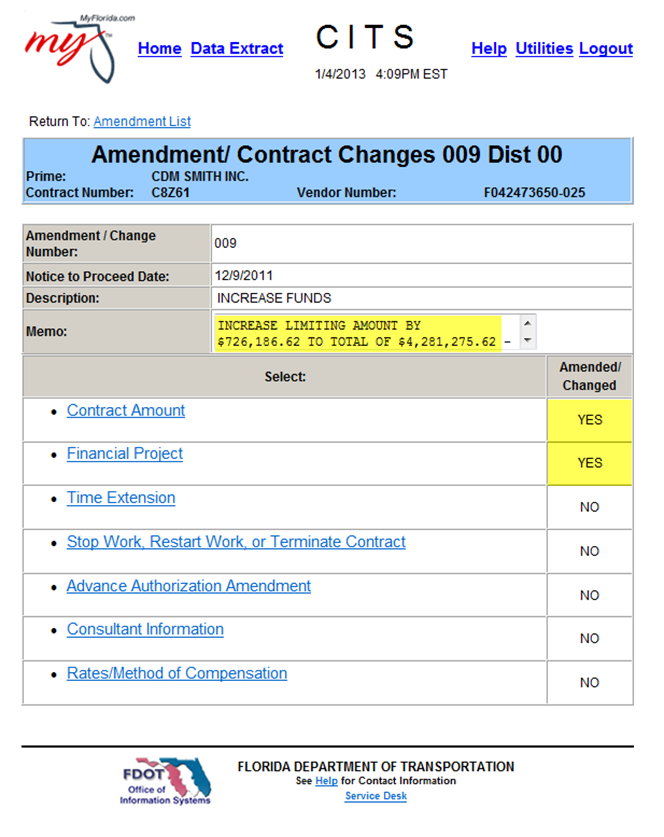 MyFlorida.com
my
Home Data Extract
CITS
Help Utilities Logout
1/4/2013 4:09PM EST
Return To: Amendment List
Amendment/ Contract Changes 009 Dist 00
Prime: CDM SMITH INC.
Contract Number: C8Z61 Vendor Number: F042473650-025
Amendment / Change
Number: 009
Notice to Proceed Date: 12/9/2011
Description: INCREASE FUNDS
Memo: INCREASE LIMITING AMOUNT BY
$726,186.62 TO TOTAL OF $4,281,275.62 –
Select: Amended/
Changed
• Contract Amount YES
• Financial Project YES
• Time Extension NO
• Stop Work, Restart Work, or Terminate Contract NO
• Advance Authorization Amendment NO
• Consultant Information NO
• Rates/Method of Compensation NO
FDOT
Office of
Information Systems
FLORIDA DEPARTMENT OF TRANSPORTATION
See Help for Contact Information
Service Desk